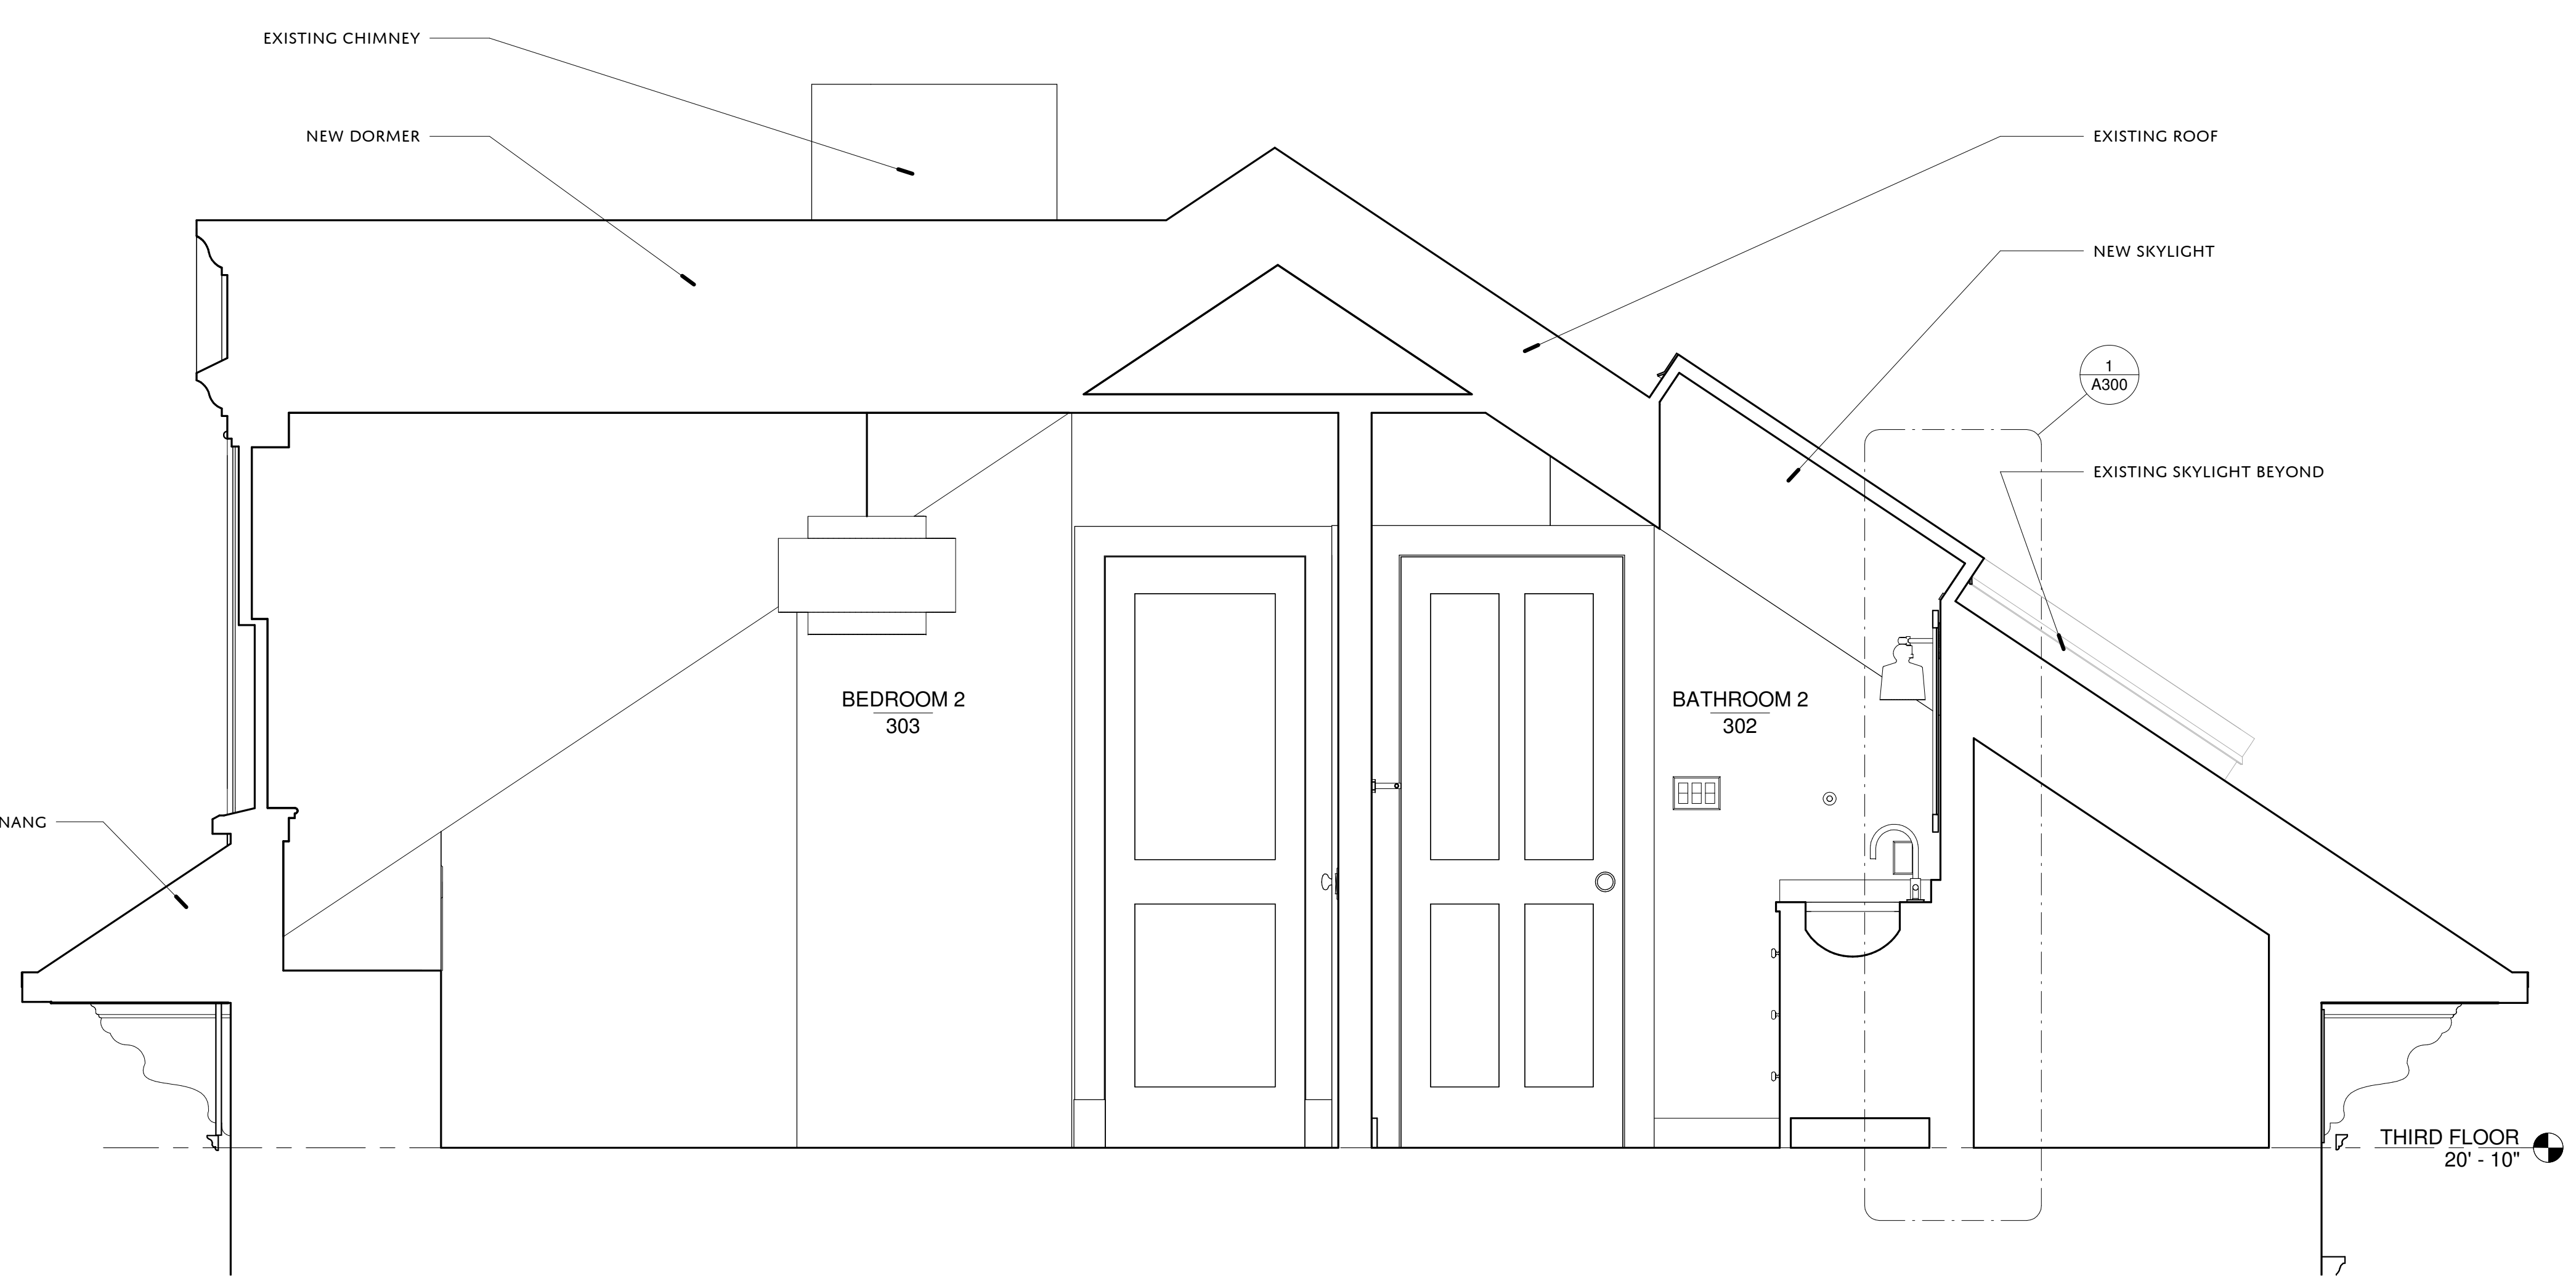 EXISTING CHIMNEY
NEW DORMER
EXISTING ROOF
NEW SKYLIGHT
1
A300
EXISTING SKYLIGHT BEYOND
BEDROOM 2
303
BATHROOM 2
302
NANG
THIRD FLOOR
20' - 10"